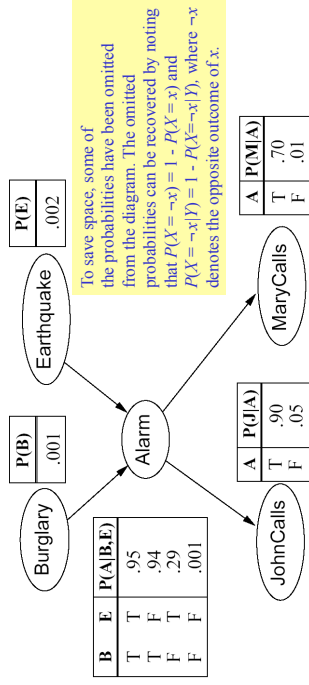 Burglary
P(B)
.001
Earthquake
P(E)
.002
To save space, some of
the probabilities have been omitted
from the diagram. The omitted
probabilities can be recovered by noting
that P(X = ¬x) = 1 - P(X = x) and
P(X = ¬x|Y) = 1 - P(X=¬x|Y), where ¬x
denotes the opposite outcome of x.
B E P(A|B,E)
T T .95
T F .94
F T .29
F F .001
Alarm
JohnCalls
A P(J|A)
T .90
F .05
MaryCalls
A P(M|A)
T .70
F .01